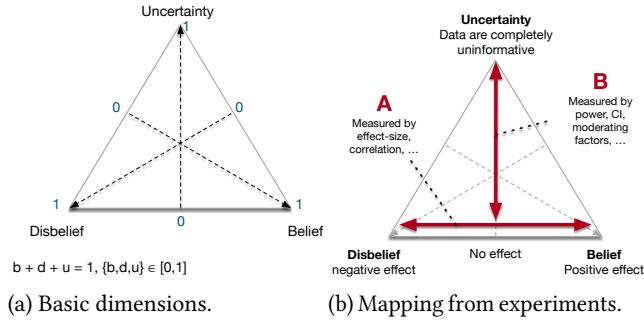 Uncertainty
1
0
0
1
1
0
Disbelief
Belief
b + d + u = 1, {b,d,u} ∈ [0,1]
(a) Basic dimensions.
Uncertainty
Data are completely
uninformative
A
Measured by
effect-size,
correlation, ...
B
Measured by
power, CI,
moderating
factors, ...
Disbelief
negative effect
No effect
Belief
Positive effect
(b) Mapping from experiments.